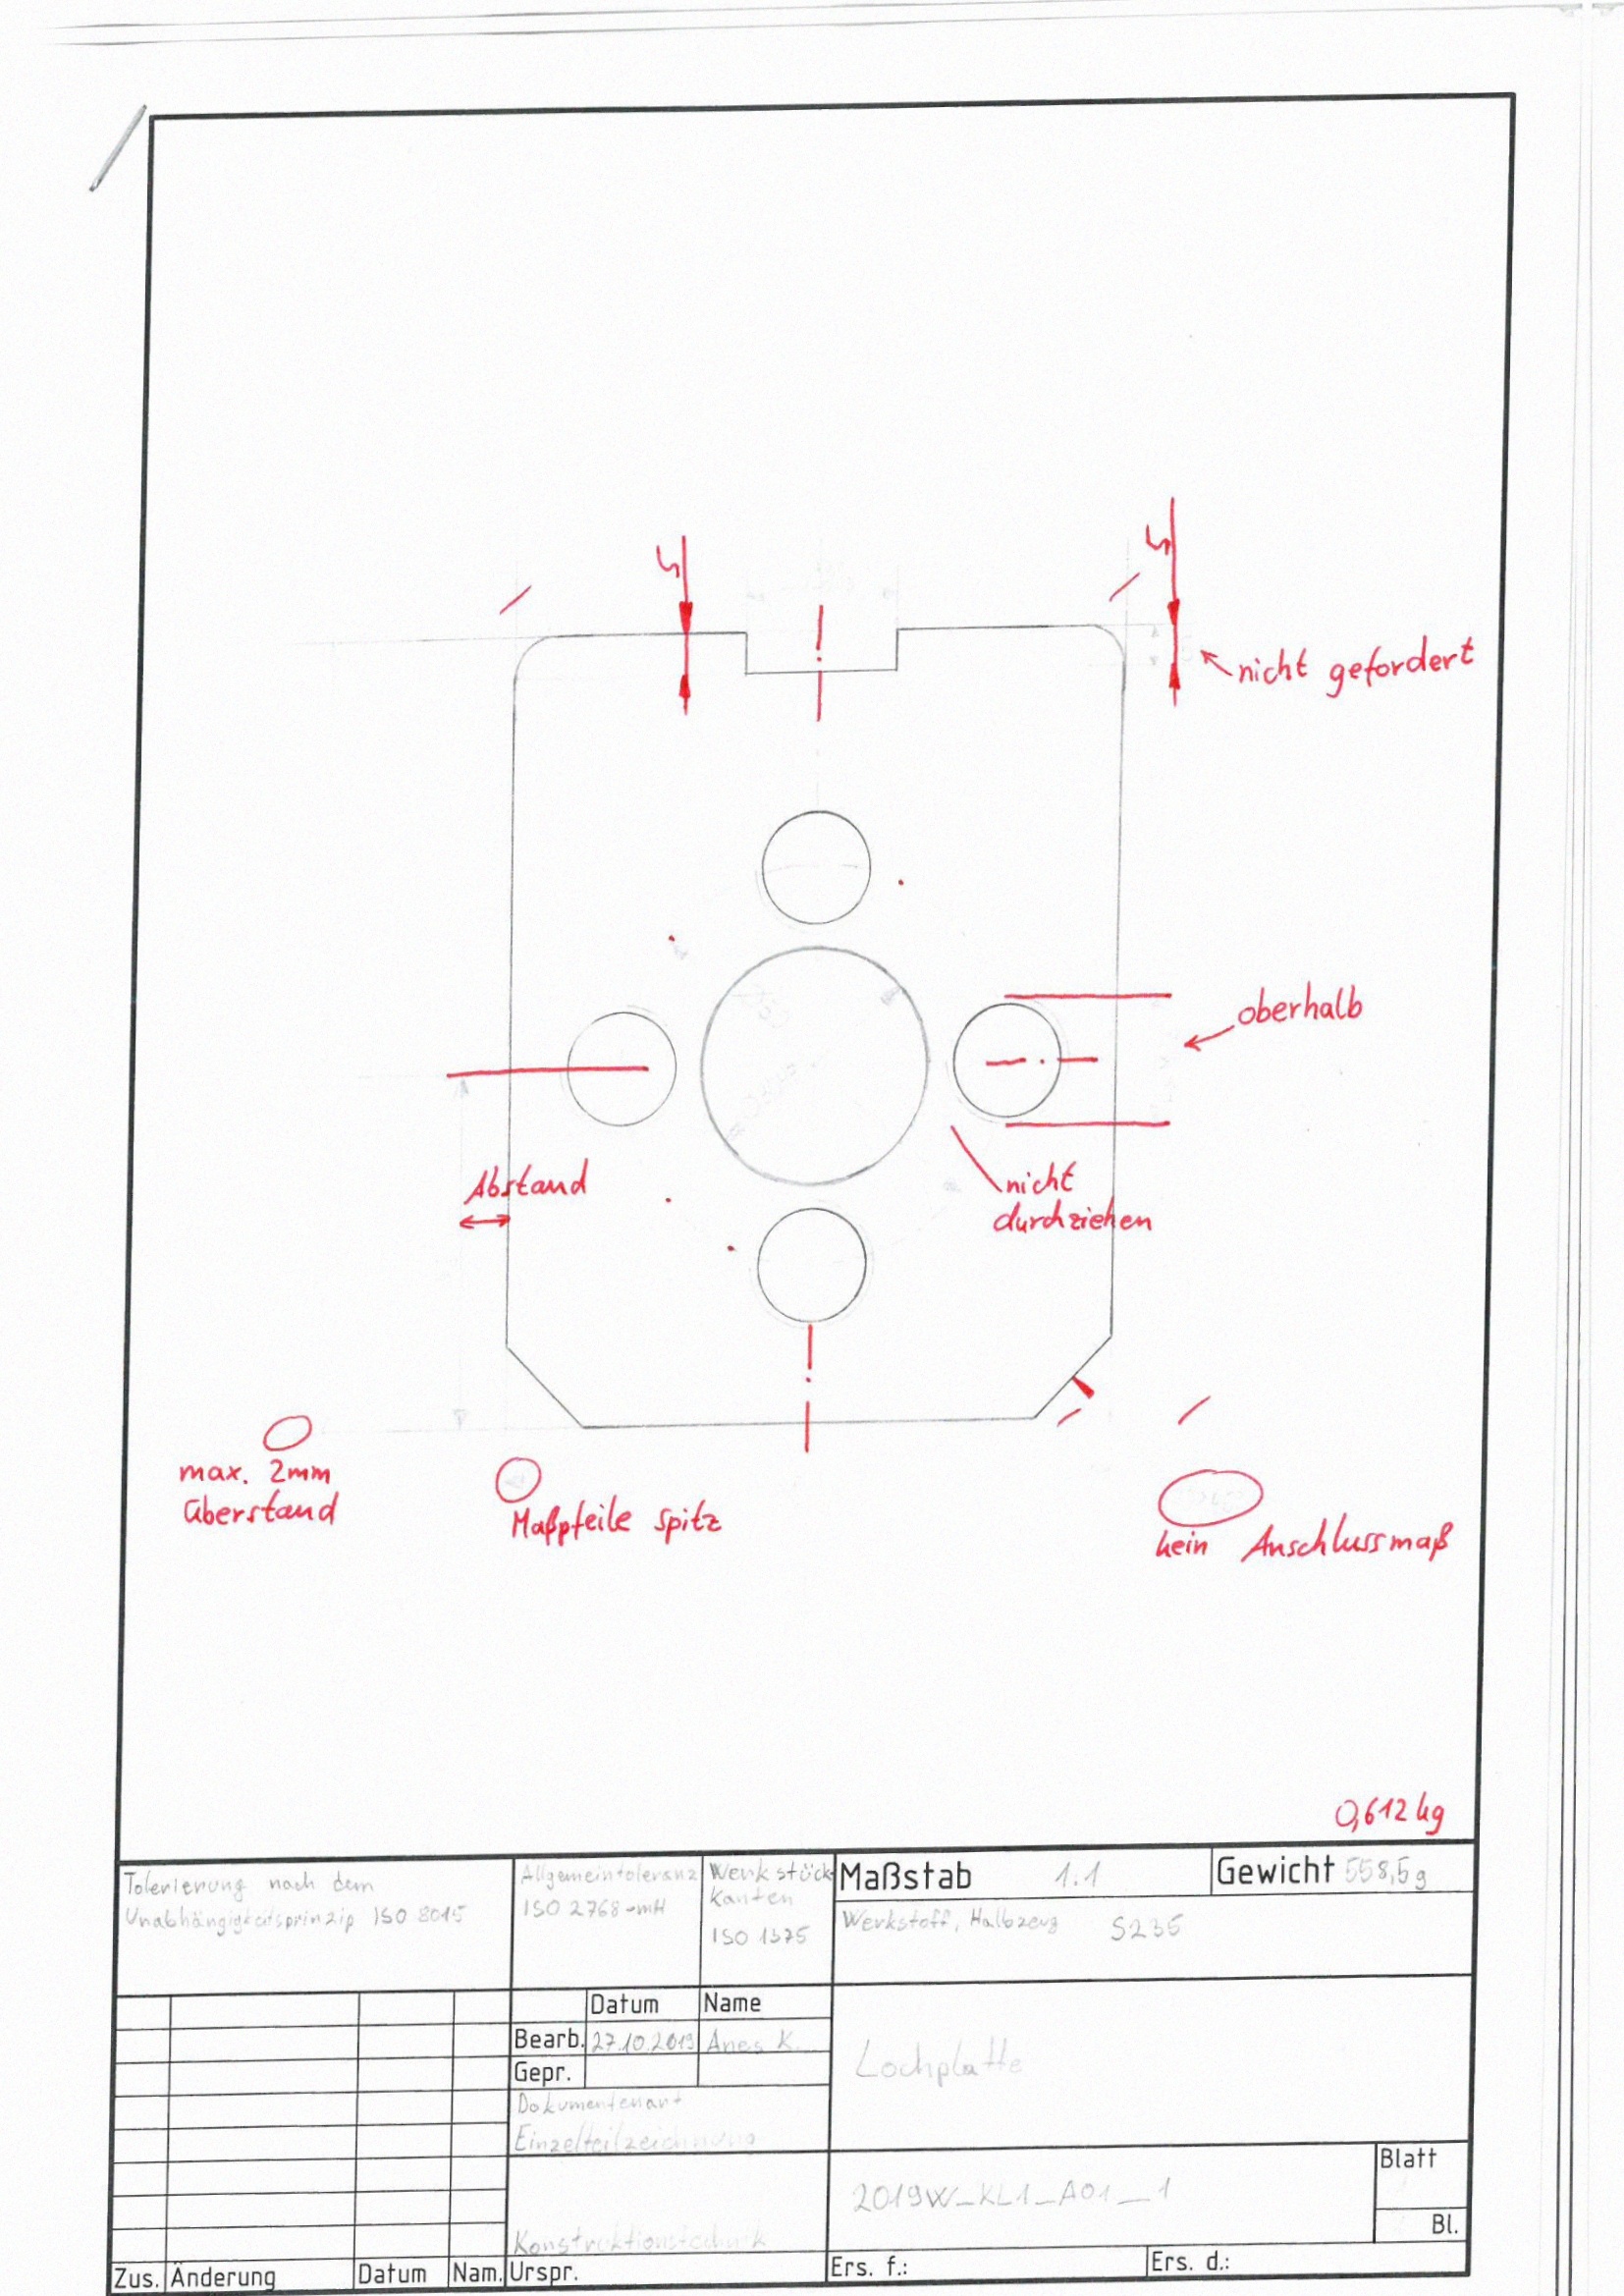 nicht gefordert
oberhalb
Abstand
nicht
durchziehen
max. 2mm
überstand
Maßpfeile spitz
kein Anschlussmaß
0,612 kg
Tolerierung nach dem
Unabhängigkeitsprinzip ISO 8015
Allgemeintoleranz
ISO 2768-mH
Werkstück
kanten
ISO 1375
Maßstab 1:1
Gewicht 558,5g
Werkstoff, Halbzeug S235
Datum Name
Bearb. 27.10.2019 Anes K.
Gepr.
Lochplatte
Dokumentenart
Einzelteilzeichnung
2019W_KL1_A01_1
Blatt
Bl.
Konstruktionstechnik
Zus. Änderung Datum Nam. Urspr. Ers. f.: Ers. d.: